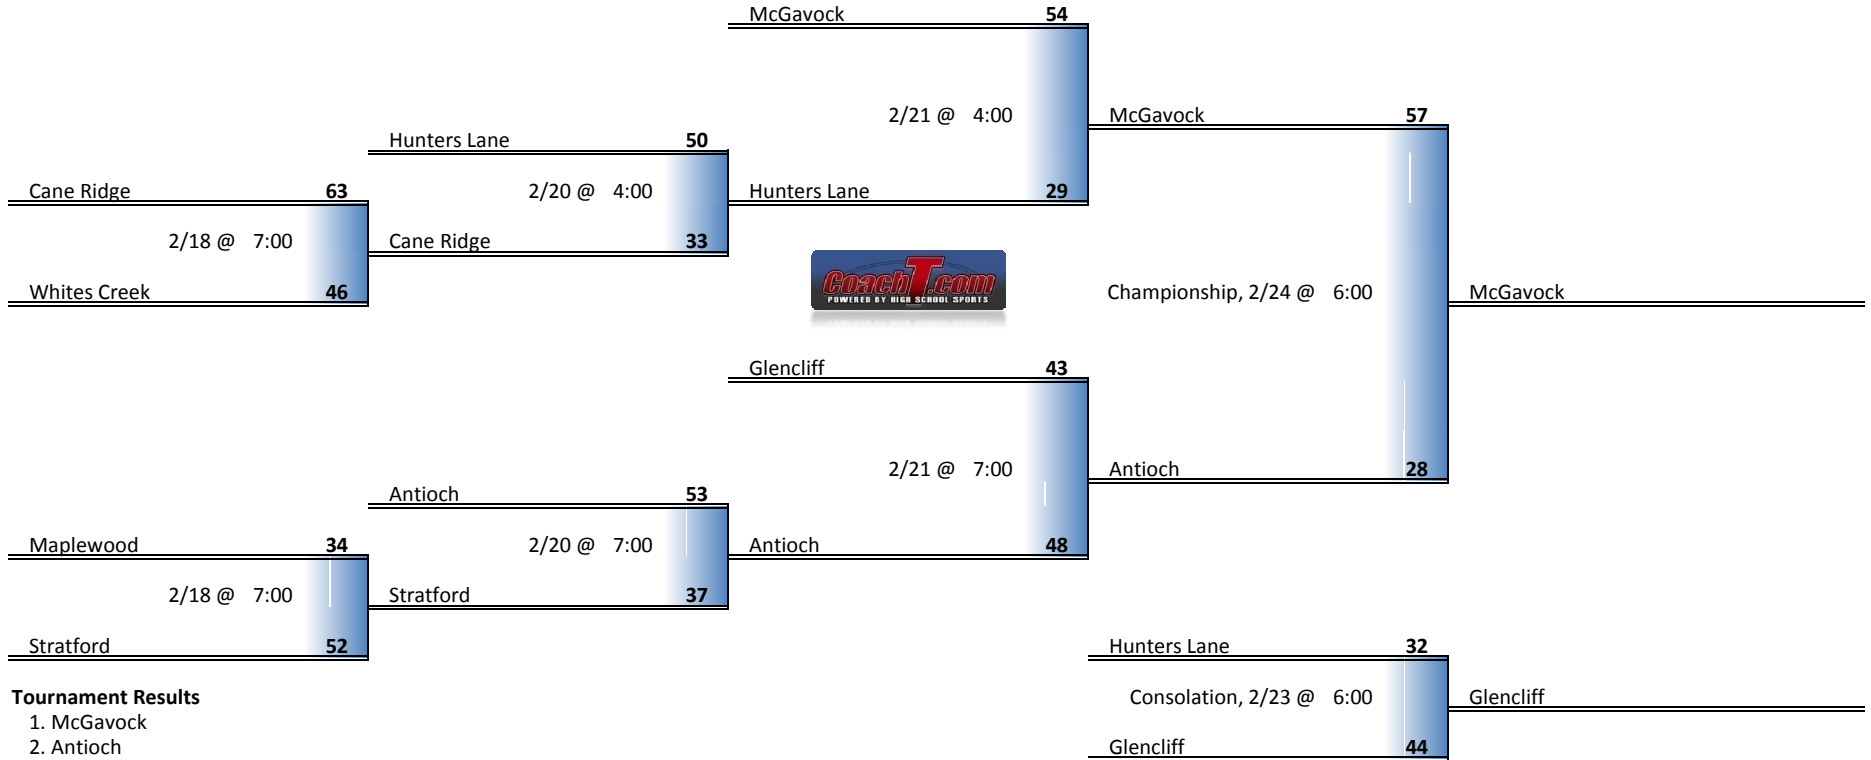 McGavock 54
2/21 @ 4:00 McGavock 57
Hunters Lane 50
Cane Ridge 63 2/20 @ 4:00 Hunters Lane 29
2/18 @ 7:00 Cane Ridge 33
Whites Creek 46 Championship, 2/24 @ 6:00 McGavock
CoachT.com
POWERED BY HIGH SCHOOL SPORTS
Glencliff 43
2/21 @ 7:00 Antioch 28
Antioch 53
Maplewood 34 2/20 @ 7:00 Antioch 48
2/18 @ 7:00 Stratford 37
Stratford 52 Hunters Lane 32
Tournament Results Consolation, 2/23 @ 6:00 Glencliff
1. McGavock
2. Antioch Glencliff 44